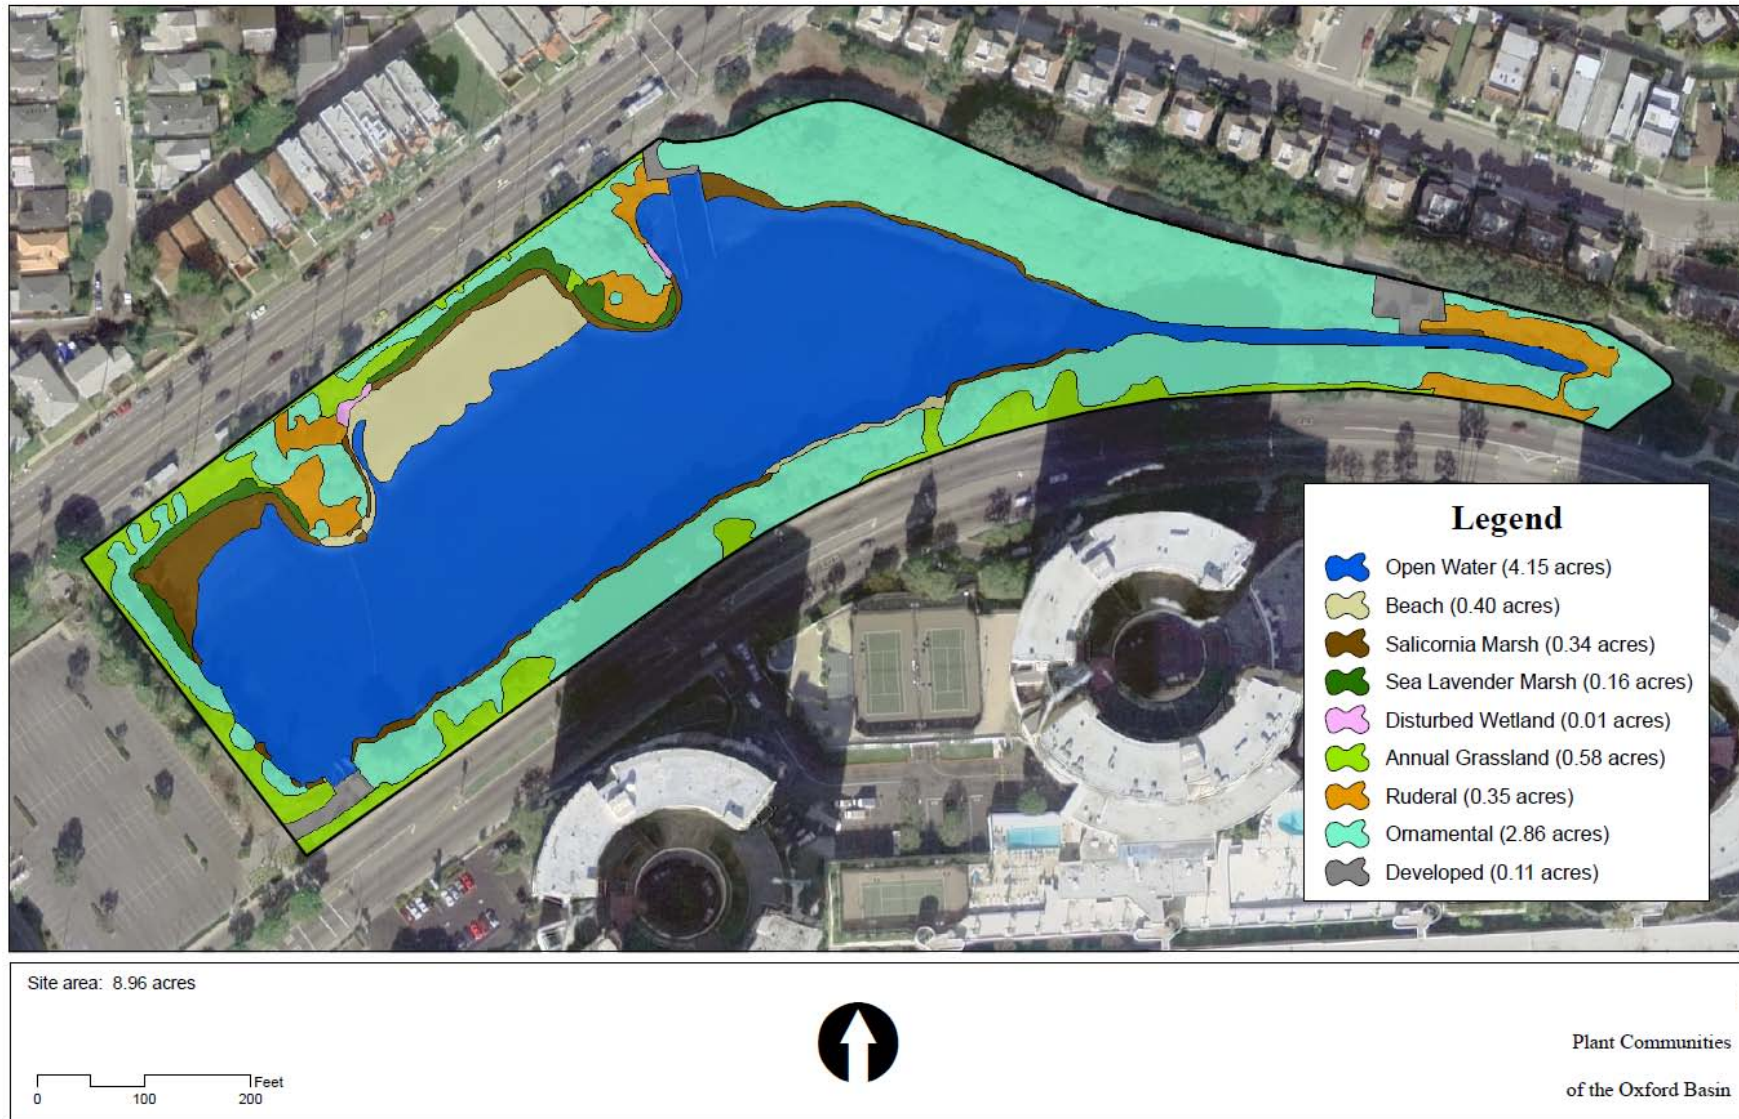 Legend
Open Water (4.15 acres)
Beach (0.40 acres)
Salicornia Marsh (0.34 acres)
Sea Lavender Marsh (0.16 acres)
Disturbed Wetland (0.01 acres)
Annual Grassland (0.58 acres)
Ruderal (0.35 acres)
Ornamental (2.86 acres)
Developed (0.11 acres)
Site area: 8.96 acres
Feet
0 100 200
Plant Communities
of the Oxford Basin